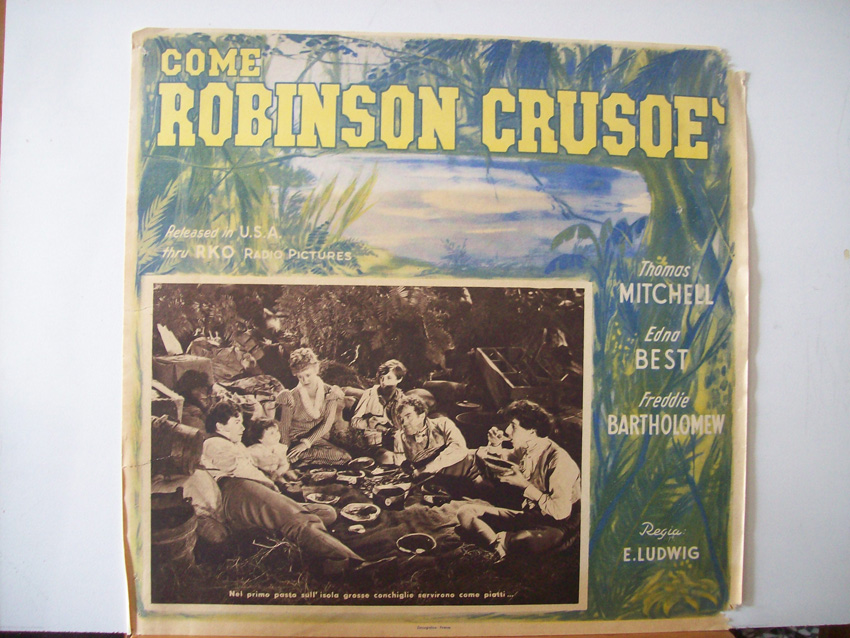 COME
ROBINSON CRUSOE'
Released in U.S.A.
thru RKO RADIO PICTURES
Thomas
MITCHELL
Edna
BEST
Freddie
BARTHOLOMEW
Regia:
E. LUDWIG
Nel primo pasto sull' isola grosse conchiglie servirono come piatti...